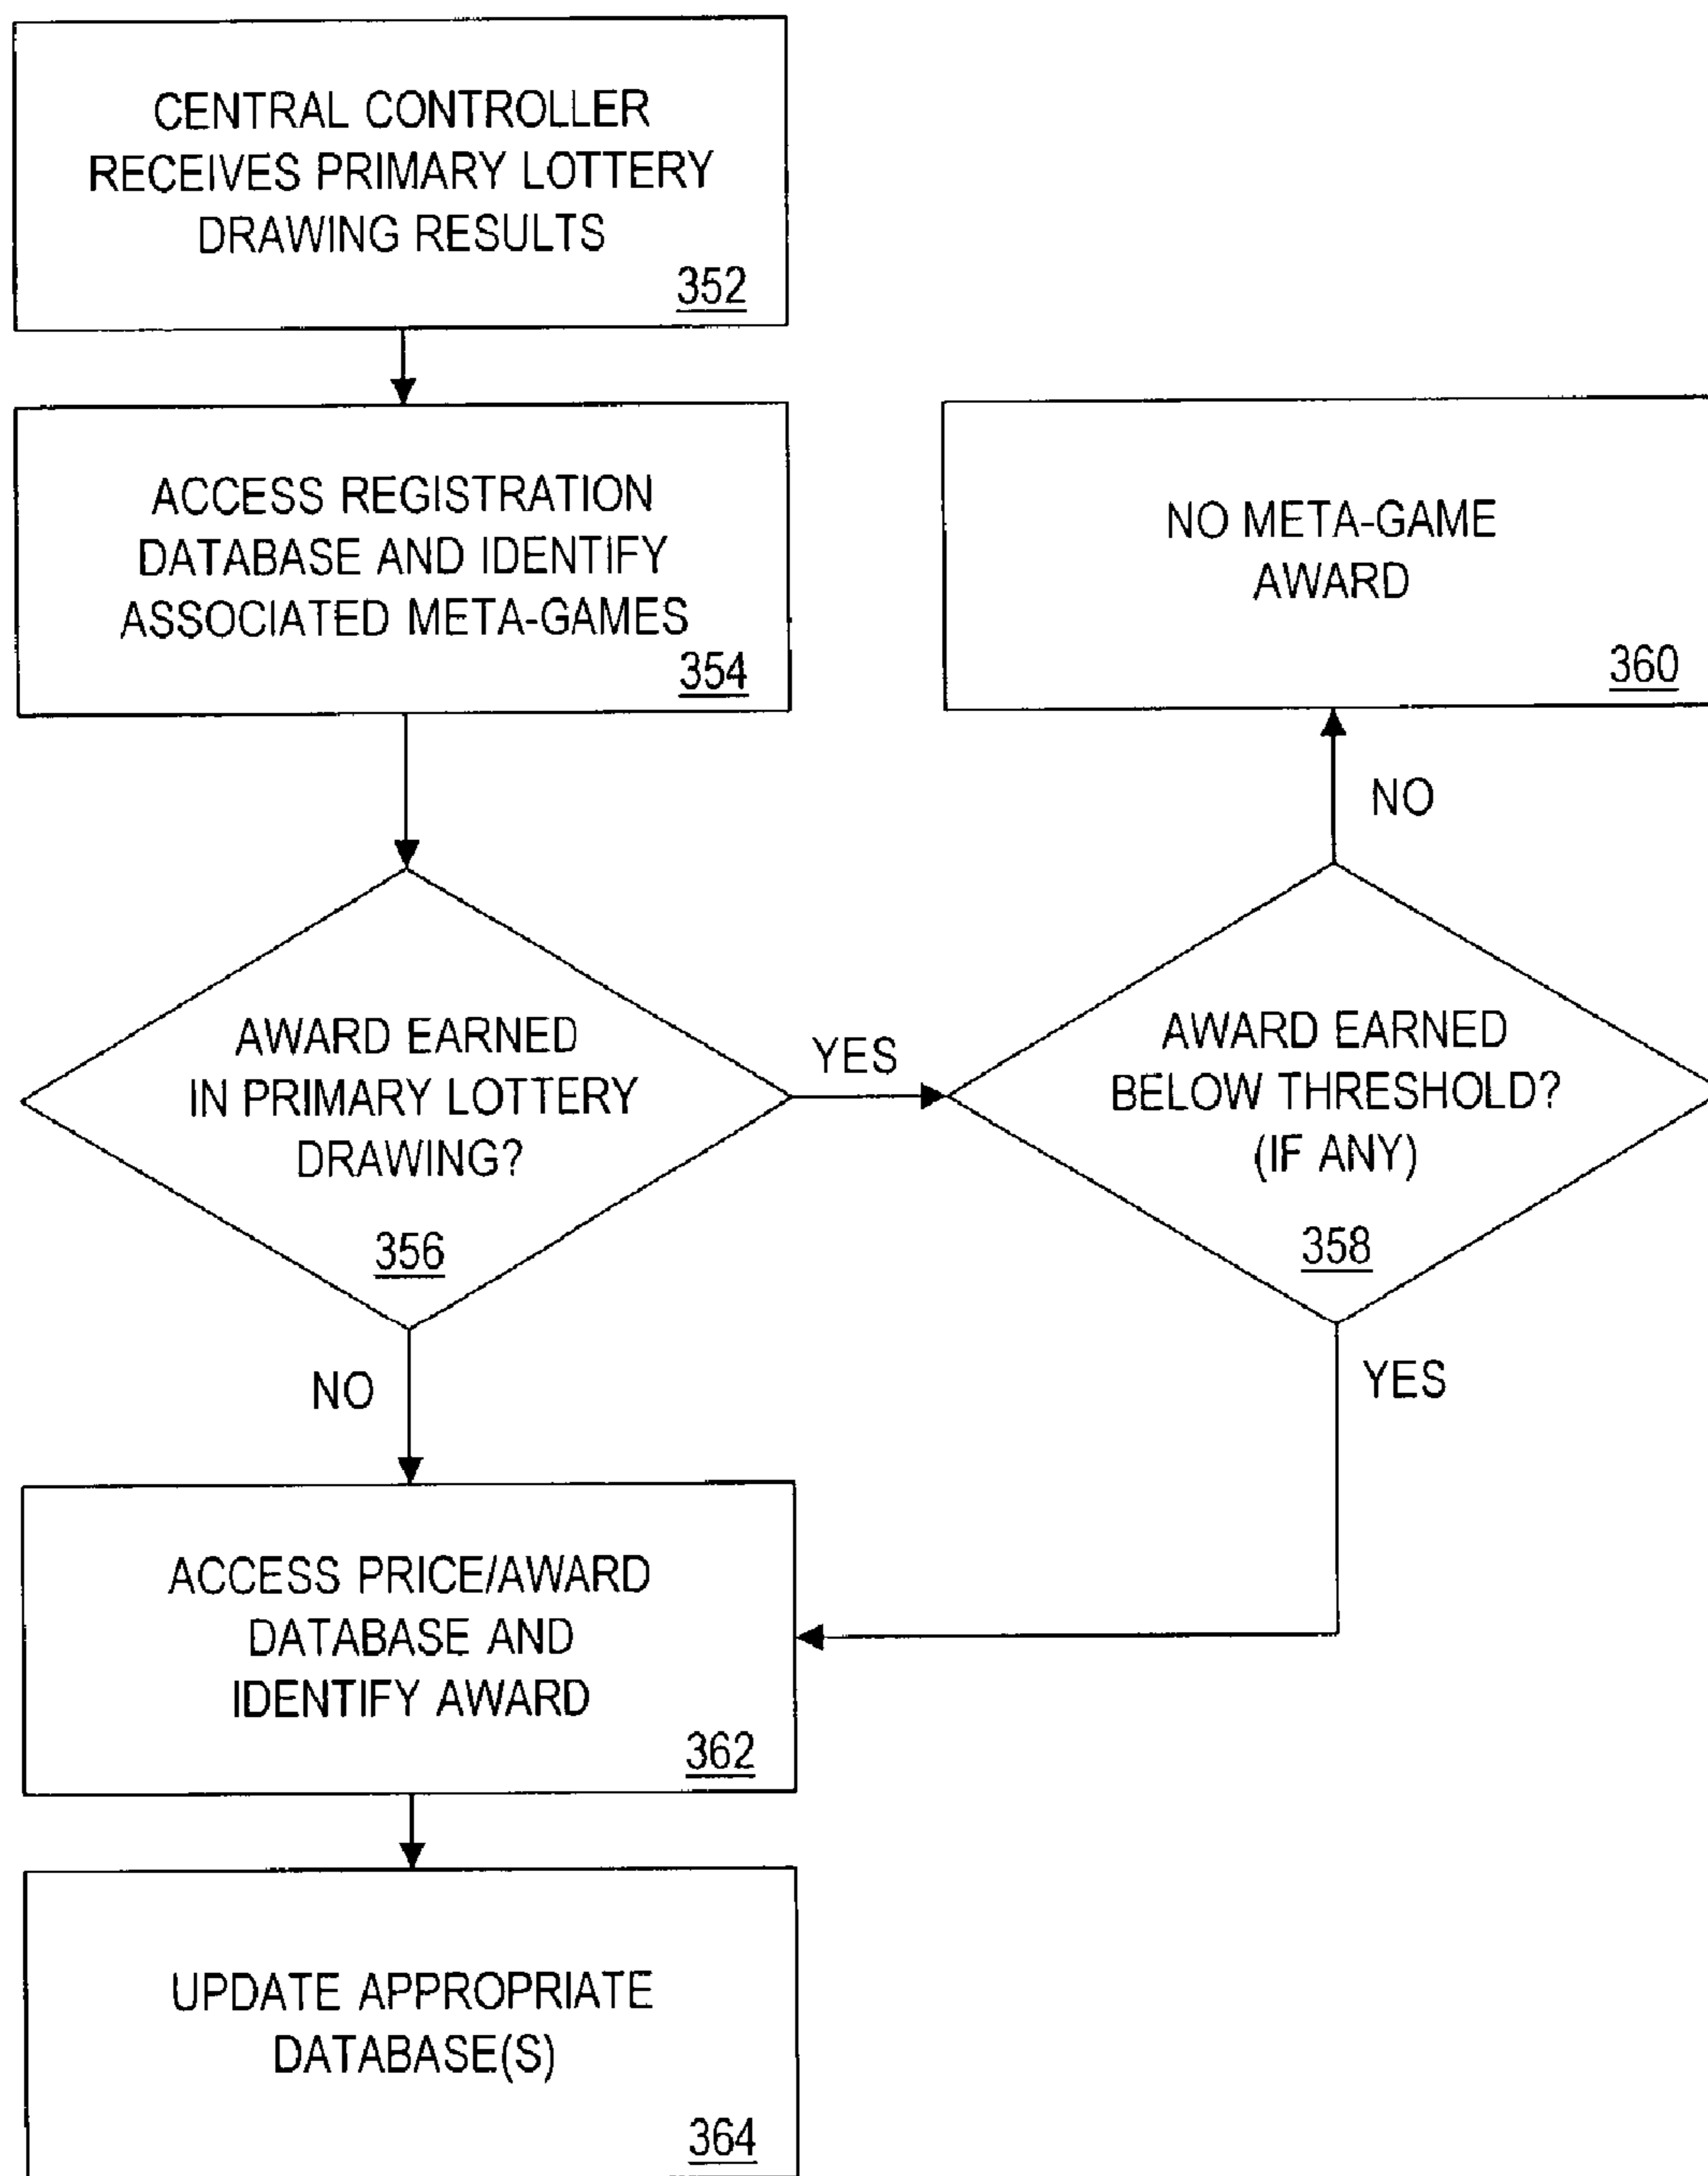 CENTRAL CONTROLLER
RECEIVES PRIMARY LOTTERY
DRAWING RESULTS
352
ACCESS REGISTRATION
DATABASE AND IDENTIFY
ASSOCIATED META-GAMES
354
NO META-GAME
AWARD
360
NO
AWARD EARNED
IN PRIMARY LOTTERY
DRAWING?
356
YES
AWARD EARNED
BELOW THRESHOLD?
(IF ANY)
358
NO
YES
ACCESS PRICE/AWARD
DATABASE AND
IDENTIFY AWARD
362
UPDATE APPROPRIATE
DATABASE(S)
364